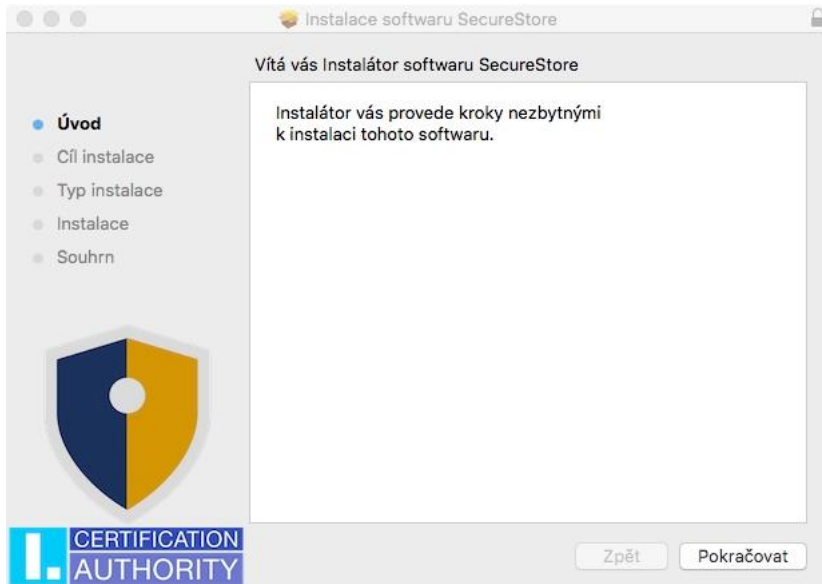 Instalace softwaru SecureStore
Vítá vás Instalátor softwaru SecureStore
Úvod
Cíl instalace
Typ instalace
Instalace
Souhrn
Instalátor vás provede kroky nezbytnými
k instalaci tohoto softwaru.
I. CERTIFICATION
AUTHORITY
Zpět
Pokračovat